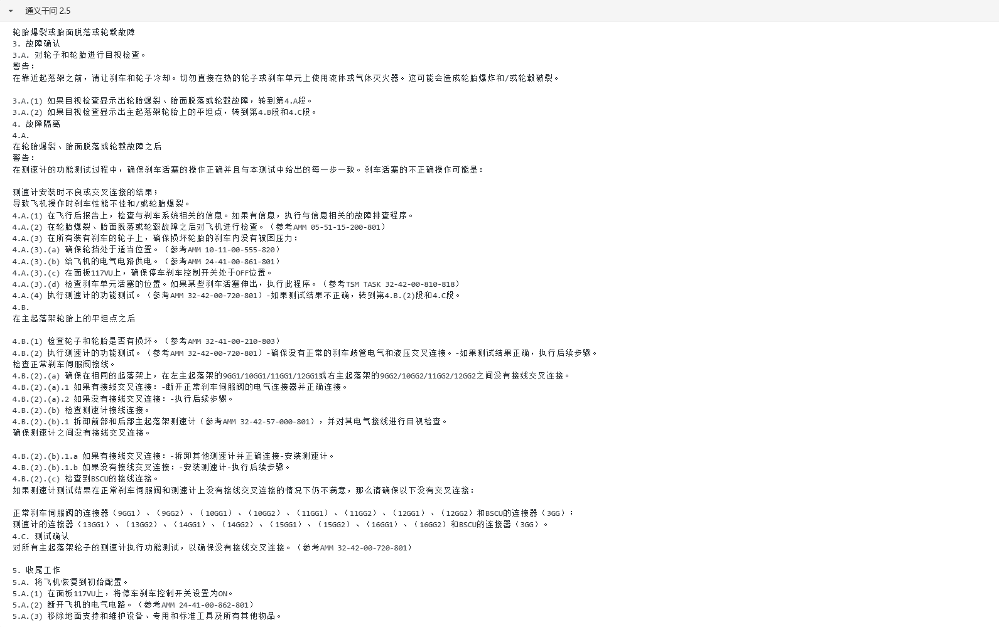 通义千问 2.5
轮胎爆裂或胎面脱落或轮毂故障
3. 故障确认
3.A. 对轮子和轮胎进行目视检查。
警告:
在靠近起落架之前，请让刹车和轮子冷却。切勿直接在热的轮子或刹车单元上使用液体或气体灭火器。这可能会造成轮胎爆炸和/或轮毂破裂。
3.A.(1) 如果目视检查显示出轮胎爆裂、胎面脱落或轮毂故障，转到第4.A段。
3.A.(2) 如果目视检查显示出主起落架轮胎上的平坦点，转到第4.B段和4.C段。
4. 故障隔离
4.A.
在轮胎爆裂、胎面脱落或轮毂故障之后
警告:
在测速计的功能测试过程中，确保刹车活塞的操作正确并且与本测试中给出的每一步一致。刹车活塞的不正确操作可能是:
测速计安装时不良或交叉连接的结果;
导致飞机操作时刹车性能不佳和/或轮胎爆裂。
4.A.(1) 在飞行后报告上，检查与刹车系统相关的信息。如果有信息，执行与信息相关的故障排查程序。
4.A.(2) 在轮胎爆裂、胎面脱落或轮毂故障之后对飞机进行检查。（参考AMM 05-51-15-200-801）
4.A.(3) 在所有装有刹车的轮子上，确保损坏轮胎的刹车内没有被困压力:
4.A.(3).(a) 确保轮挡处于适当位置。（参考AMM 10-11-00-555-820）
4.A.(3).(b) 给飞机的电气电路供电。（参考AMM 24-41-00-861-801）
4.A.(3).(c) 在面板117VU上，确保停车刹车控制开关处于OFF位置。
4.A.(3).(d) 检查刹车单元活塞的位置。如果某些刹车活塞伸出，执行此程序。（参考TSM TASK 32-42-00-810-818）
4.A.(4) 执行测速计的功能测试。（参考AMM 32-42-00-720-801）-如果测试结果不正确，转到第4.B.(2)段和4.C段。
4.B.
在主起落架轮胎上的平坦点之后
4.B.(1) 检查轮子和轮胎是否有损坏。（参考AMM 32-41-00-210-803）
4.B.(2) 执行测速计的功能测试。（参考AMM 32-42-00-720-801）-确保没有正常的刹车歧管电气和液压交叉连接。-如果测试结果正确，执行后续步骤。
检查正常刹车伺服阀接线。
4.B.(2).(a) 确保在相同的起落架上，在左主起落架的9GG1/10GG1/11GG1/12GG1或右主起落架的9GG2/10GG2/11GG2/12GG2之间没有接线交叉连接。
4.B.(2).(a).1 如果有接线交叉连接: -断开正常刹车伺服阀的电气连接器并正确连接。
4.B.(2).(a).2 如果没有接线交叉连接: -执行后续步骤。
4.B.(2).(b) 检查测速计接线连接。
4.B.(2).(b).1 拆卸前部和后部主起落架测速计（参考AMM 32-42-57-000-801），并对其电气接线进行目视检查。
确保测速计之间没有接线交叉连接。
4.B.(2).(b).1.a 如果有接线交叉连接: -拆卸其他测速计并正确连接-安装测速计。
4.B.(2).(b).1.b 如果没有接线交叉连接: -安装测速计-执行后续步骤。
4.B.(2).(c) 检查到BSCU的接线连接。
如果测速计测试结果在正常刹车伺服阀和测速计上没有接线交叉连接的情况下仍不满意，那么请确保以下没有交叉连接:
正常刹车伺服阀的连接器（9GG1）、（9GG2）、（10GG1）、（10GG2）、（11GG1）、（11GG2）、（12GG1）、（12GG2）和BSCU的连接器（3GG）;
测速计的连接器（13GG1）、（13GG2）、（14GG1）、（14GG2）、（15GG1）、（15GG2）、（16GG1）、（16GG2）和BSCU的连接器（3GG）。
4.C. 测试确认
对所有主起落架轮子的测速计执行功能测试，以确保没有接线交叉连接。（参考AMM 32-42-00-720-801）
5. 收尾工作
5.A. 将飞机恢复到初始配置。
5.A.(1) 在面板117VU上，将停车刹车控制开关设置为ON。
5.A.(2) 断开飞机的电气电路。（参考AMM 24-41-00-862-801）
5.A.(3) 移除地面支持和维护设备、专用和标准工具及所有其他物品。